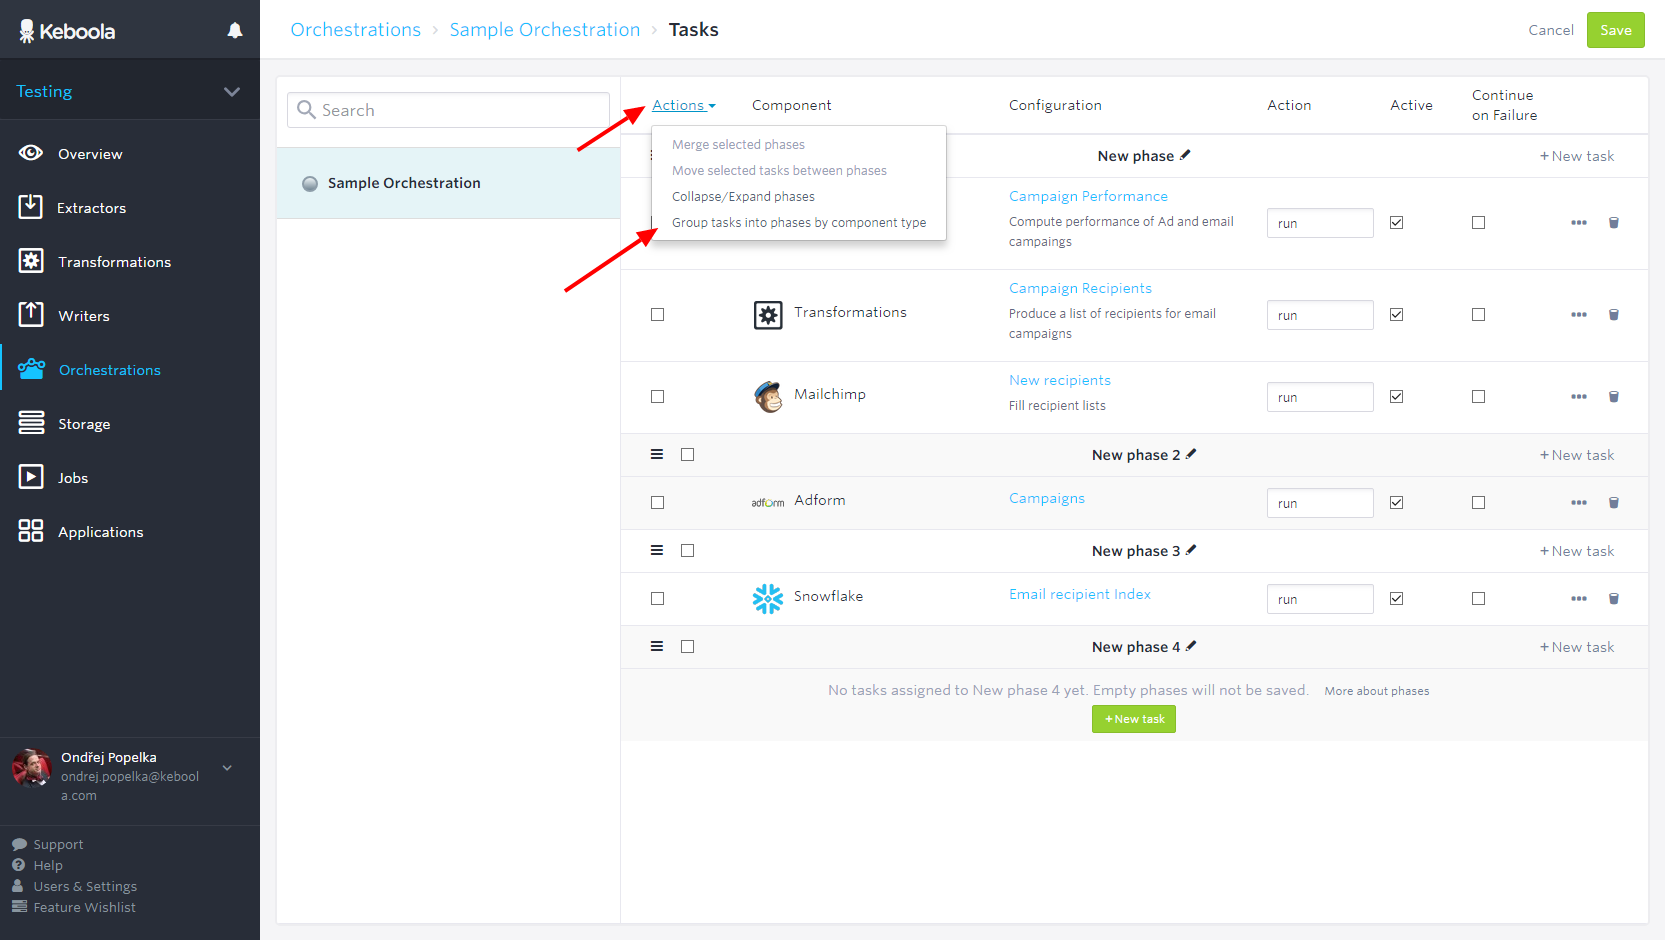 Keboola
Orchestrations › Sample Orchestration › Tasks
Cancel
Save
Testing
Overview
Extractors
Transformations
Writers
Orchestrations
Storage
Jobs
Applications
Ondřej Popelka
ondrej.popelka@kebool
a.com
Support
Help
Users & Settings
Feature Wishlist
Search
Sample Orchestration
Actions
Component
Configuration
Action
Active
Continue
on Failure
Merge selected phases
Move selected tasks between phases
Collapse/Expand phases
Group tasks into phases by component type
New phase
+ New task
Campaign Performance
Compute performance of Ad and email
campaings
run
Transformations
Campaign Recipients
Produce a list of recipients for email
campaigns
run
Mailchimp
New recipients
Fill recipient lists
run
New phase 2
+ New task
adform
Adform
Campaigns
run
New phase 3
+ New task
Snowflake
Email recipient Index
run
New phase 4
+ New task
No tasks assigned to New phase 4 yet. Empty phases will not be saved. More about phases
+ New task